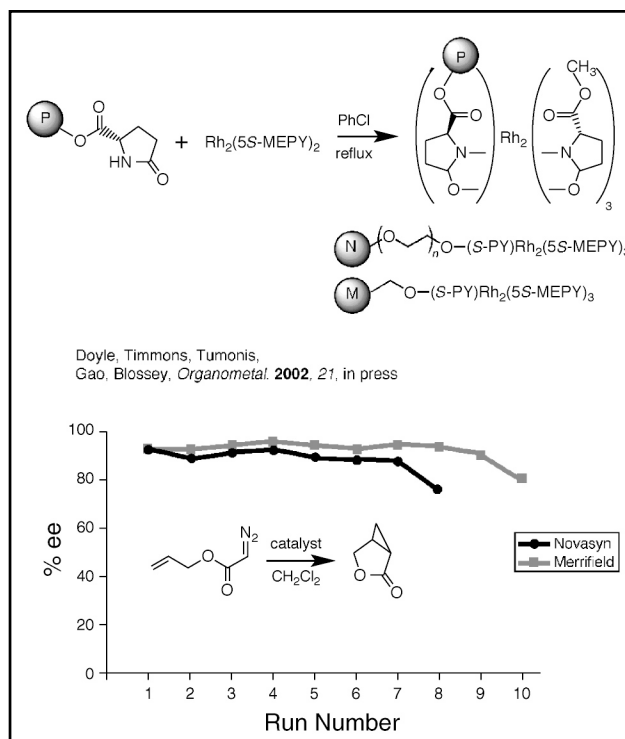 P
P
O
O
HN
O
+
Rh2(5S-MEPY)2
PhCl
reflux
O
O
N
O
Rh2
CH3
O
O
N
O
3
N
O
n
O—(S-PY)Rh2(5S-MEPY)3
M
O—(S-PY)Rh2(5S-MEPY)3
Doyle, Timmons, Tumonis,
Gao, Blossey, Organometal. 2002, 21, in press
100
80
60
40
20
0
% ee
O
O
N2
catalyst
CH2Cl2
O
O
Novasyn
Merrifield
1 2 3 4 5 6 7 8 9 10
Run Number